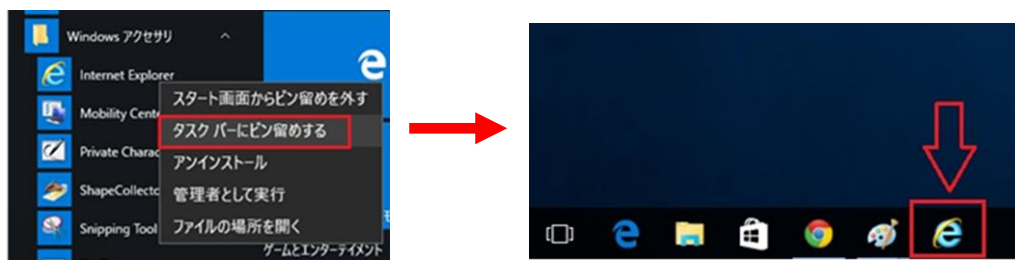 Windows アクセサリ
Internet Explorer
スタート画面からピン留めを外す
Mobility Cente
タスク バーにピン留めする
Private Charac
アンインストール
ShapeCollecto
管理者として実行
Snipping Tool
ファイルの場所を開く
ゲームとエンターテイメント